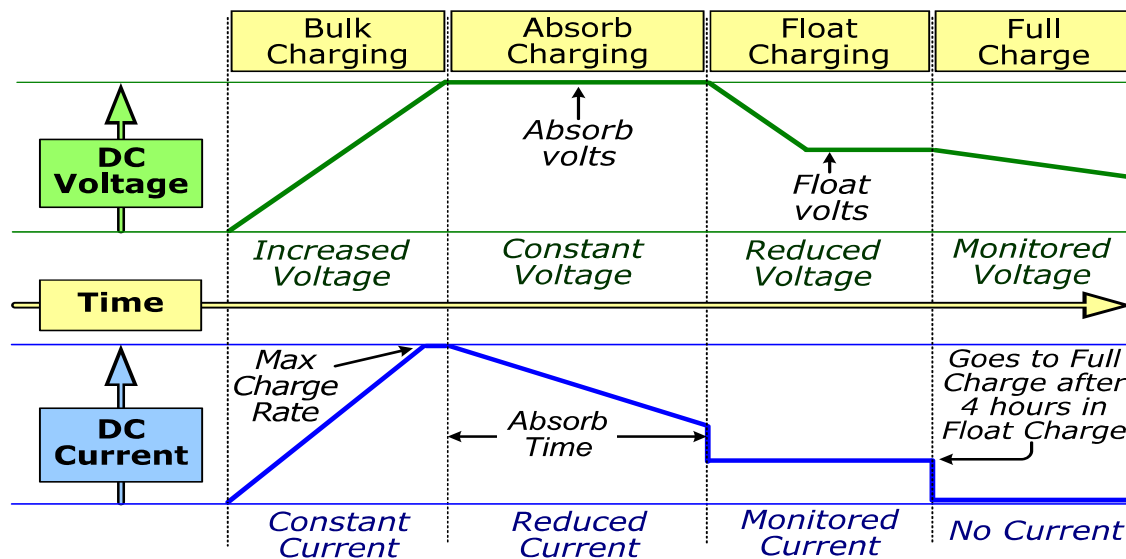 Bulk
Charging
Absorb
Charging
Float
Charging
Full
Charge
DC
Voltage
Absorb
volts
Float
volts
Increased
Voltage
Constant
Voltage
Reduced
Voltage
Monitored
Voltage
Time
DC
Current
Max
Charge
Rate
Absorb
Time
Goes to Full
Charge after
4 hours in
Float Charge
Constant
Current
Reduced
Current
Monitored
Current
No Current